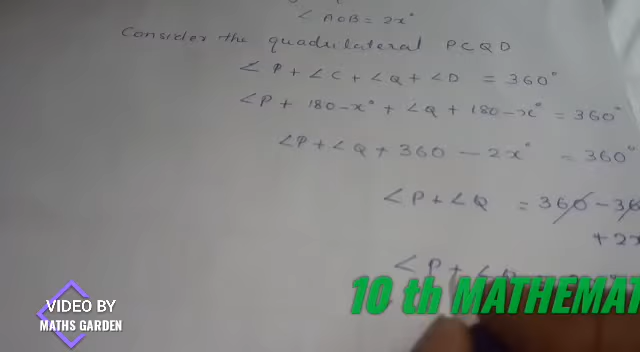 ∠AOB = 2x°
Consider the quadrilateral PCQD
∠P + ∠C + ∠Q + ∠D = 360°
∠P + 180 - x° + ∠Q + 180 - x° = 360°
∠P + ∠Q + 360 - 2x° = 360°
∠P + ∠Q = 360 - 36
+ 2x
∠P + ∠
10 th MATHEMAT
VIDEO BY
MATHS GARDEN